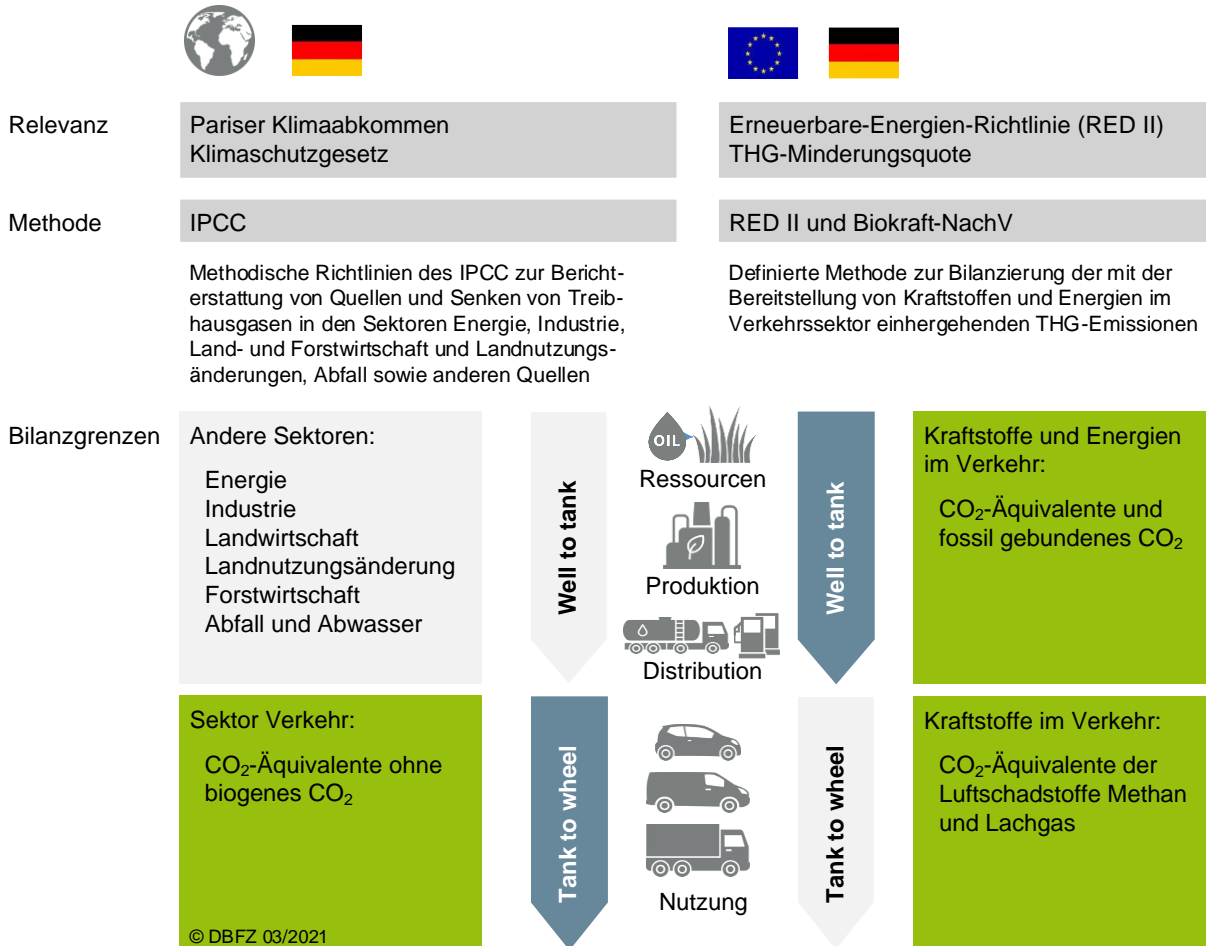 Relevanz
Pariser Klimaabkommen
Klimaschutzgesetz
Erneuerbare-Energien-Richtlinie (RED II)
THG-Minderungsquote
Methode
IPCC
RED II und Biokraft-NachV
Methodische Richtlinien des IPCC zur Bericht-
erstattung von Quellen und Senken von Treib-
hausgasen in den Sektoren Energie, Industrie,
Land- und Forstwirtschaft und Landnutzungs-
änderungen, Abfall sowie anderen Quellen
Definierte Methode zur Bilanzierung der mit der
Bereitstellung von Kraftstoffen und Energien im
Verkehrssektor einhergehenden THG-Emissionen
Bilanzgrenzen
Andere Sektoren:
Energie
Industrie
Landwirtschaft
Landnutzungsänderung
Forstwirtschaft
Abfall und Abwasser
Well to tank
OIL
Ressourcen
Produktion
Distribution
Well to tank
Kraftstoffe und Energien
im Verkehr:
CO₂-Äquivalente und
fossil gebundenes CO₂
Sektor Verkehr:
CO₂-Äquivalente ohne
biogenes CO₂
© DBFZ 03/2021
Tank to wheel
Nutzung
Tank to wheel
Kraftstoffe im Verkehr:
CO₂-Äquivalente der
Luftschadstoffe Methan
und Lachgas